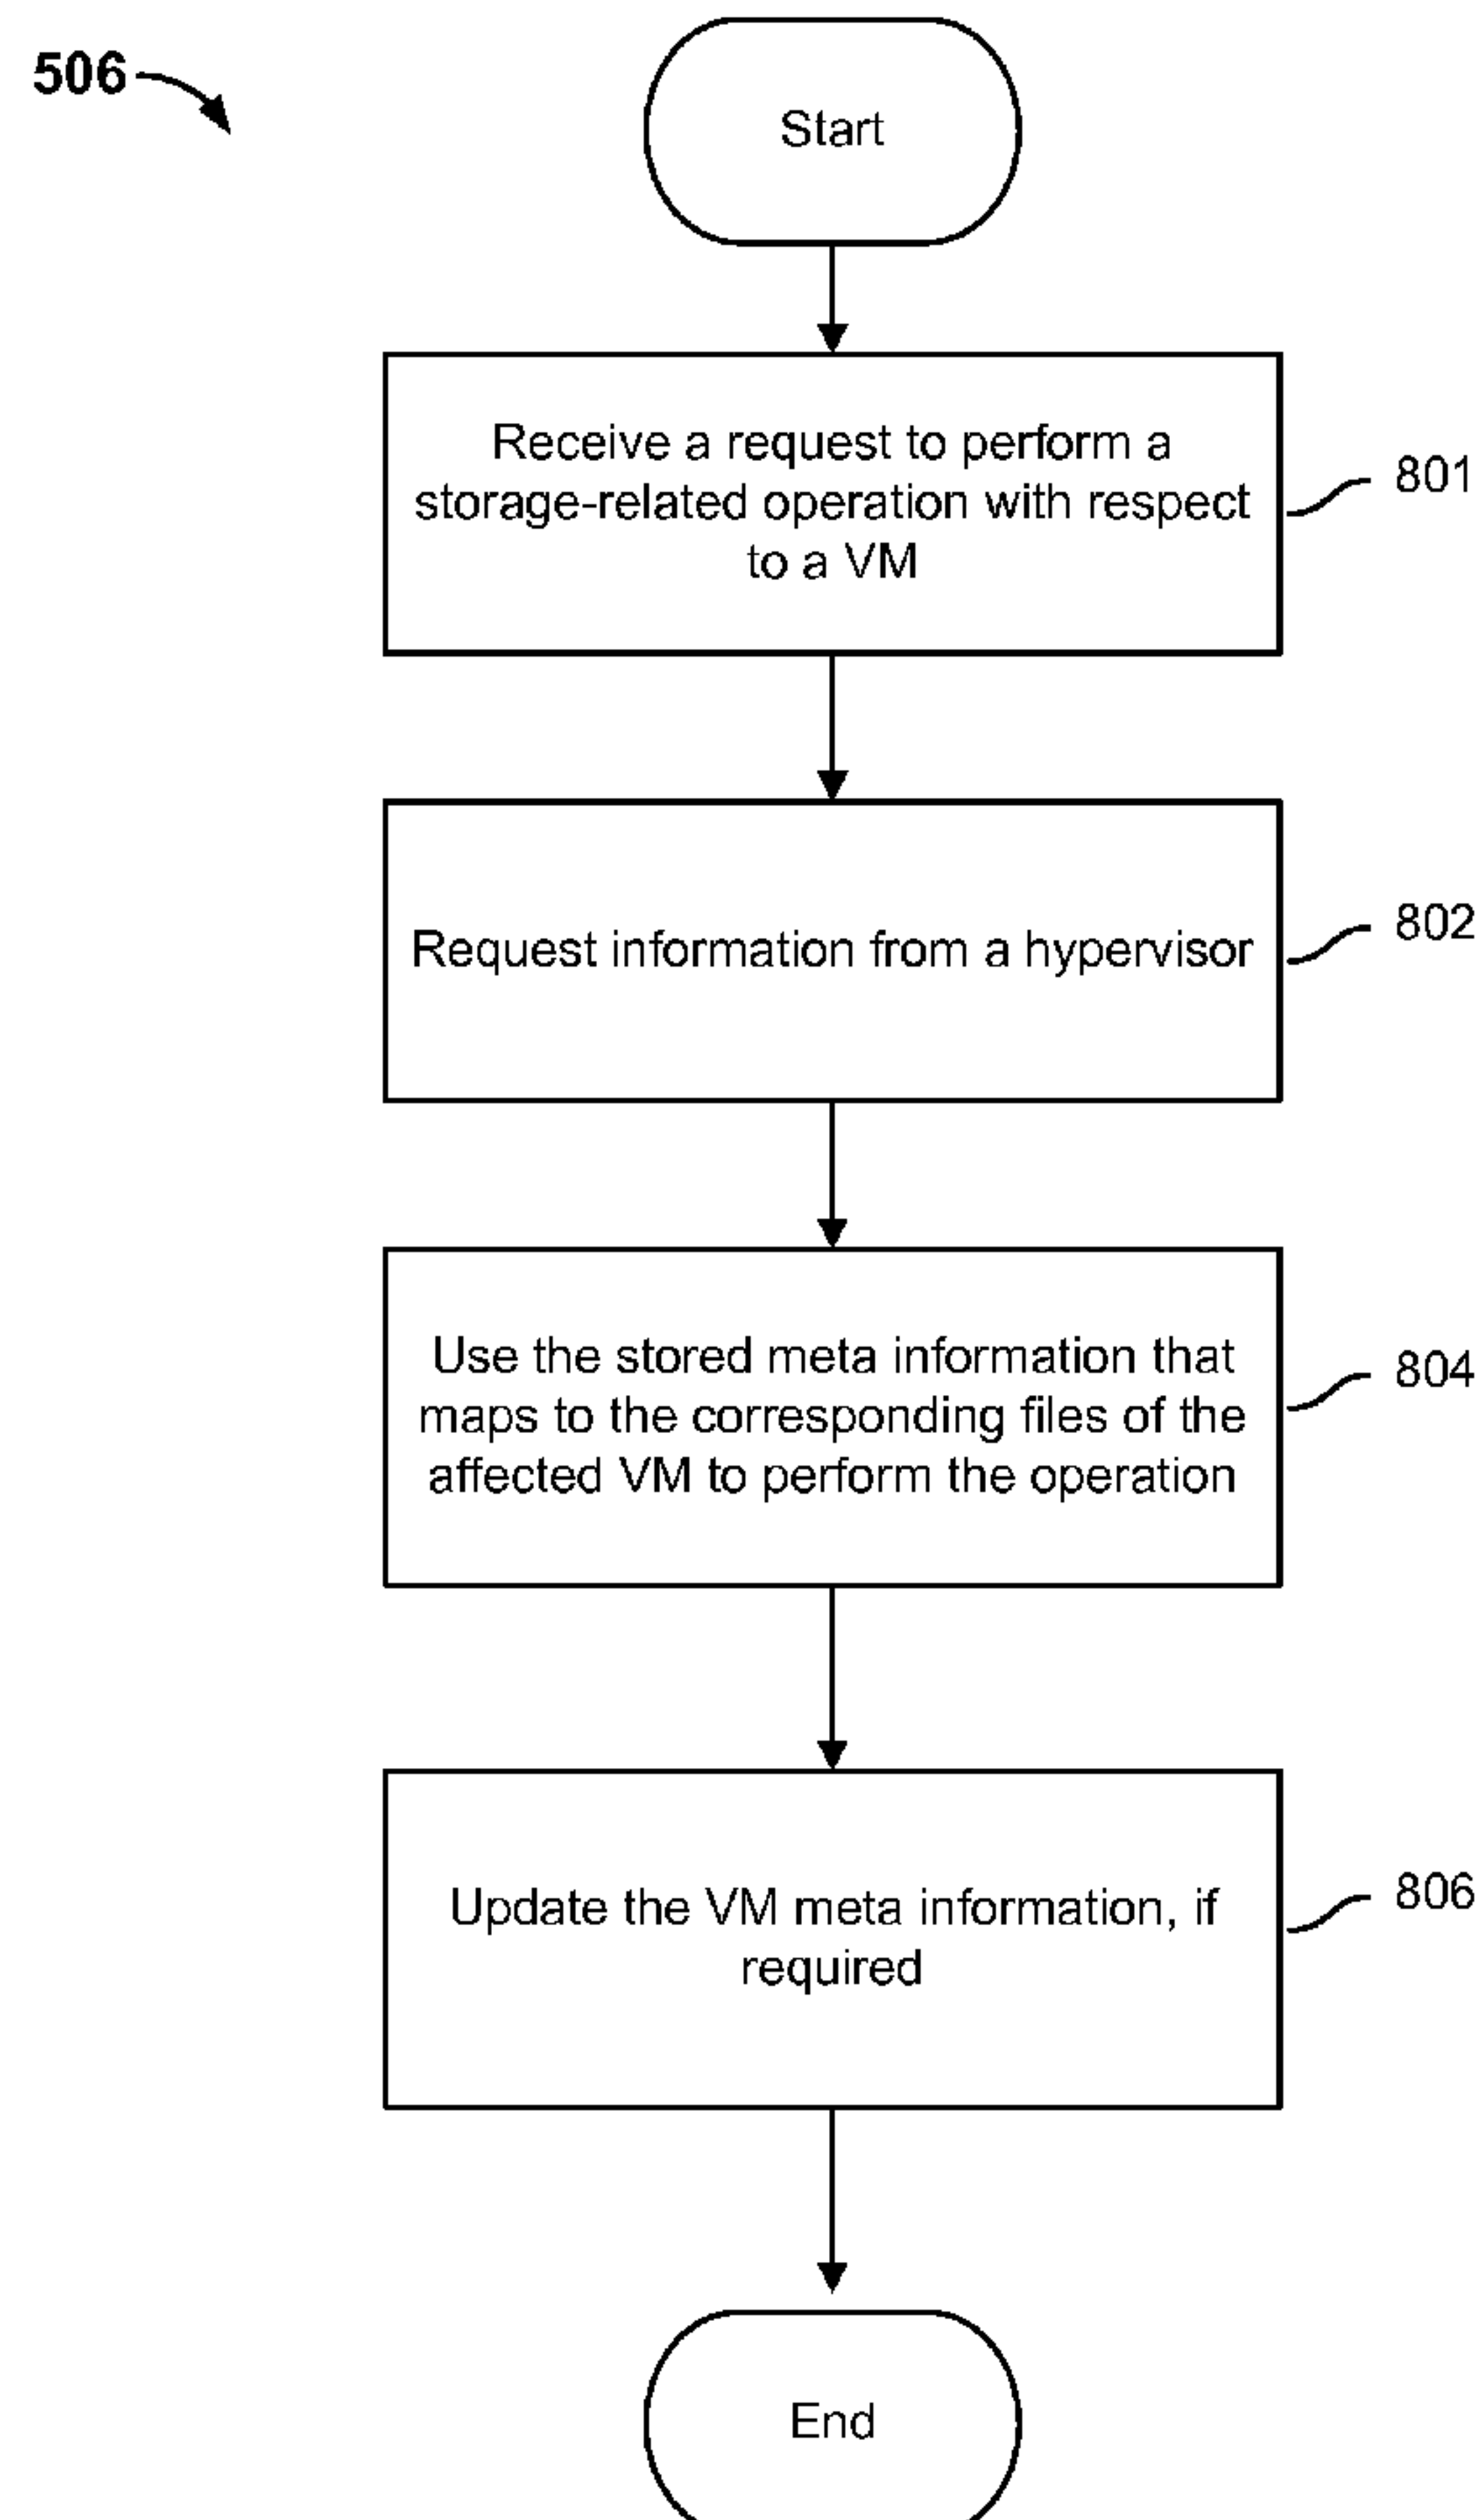 506
Start
Receive a request to perform a
storage-related operation with respect
to a VM
801
Request information from a hypervisor
802
Use the stored meta information that
maps to the corresponding files of the
affected VM to perform the operation
804
Update the VM meta information, if
required
806
End